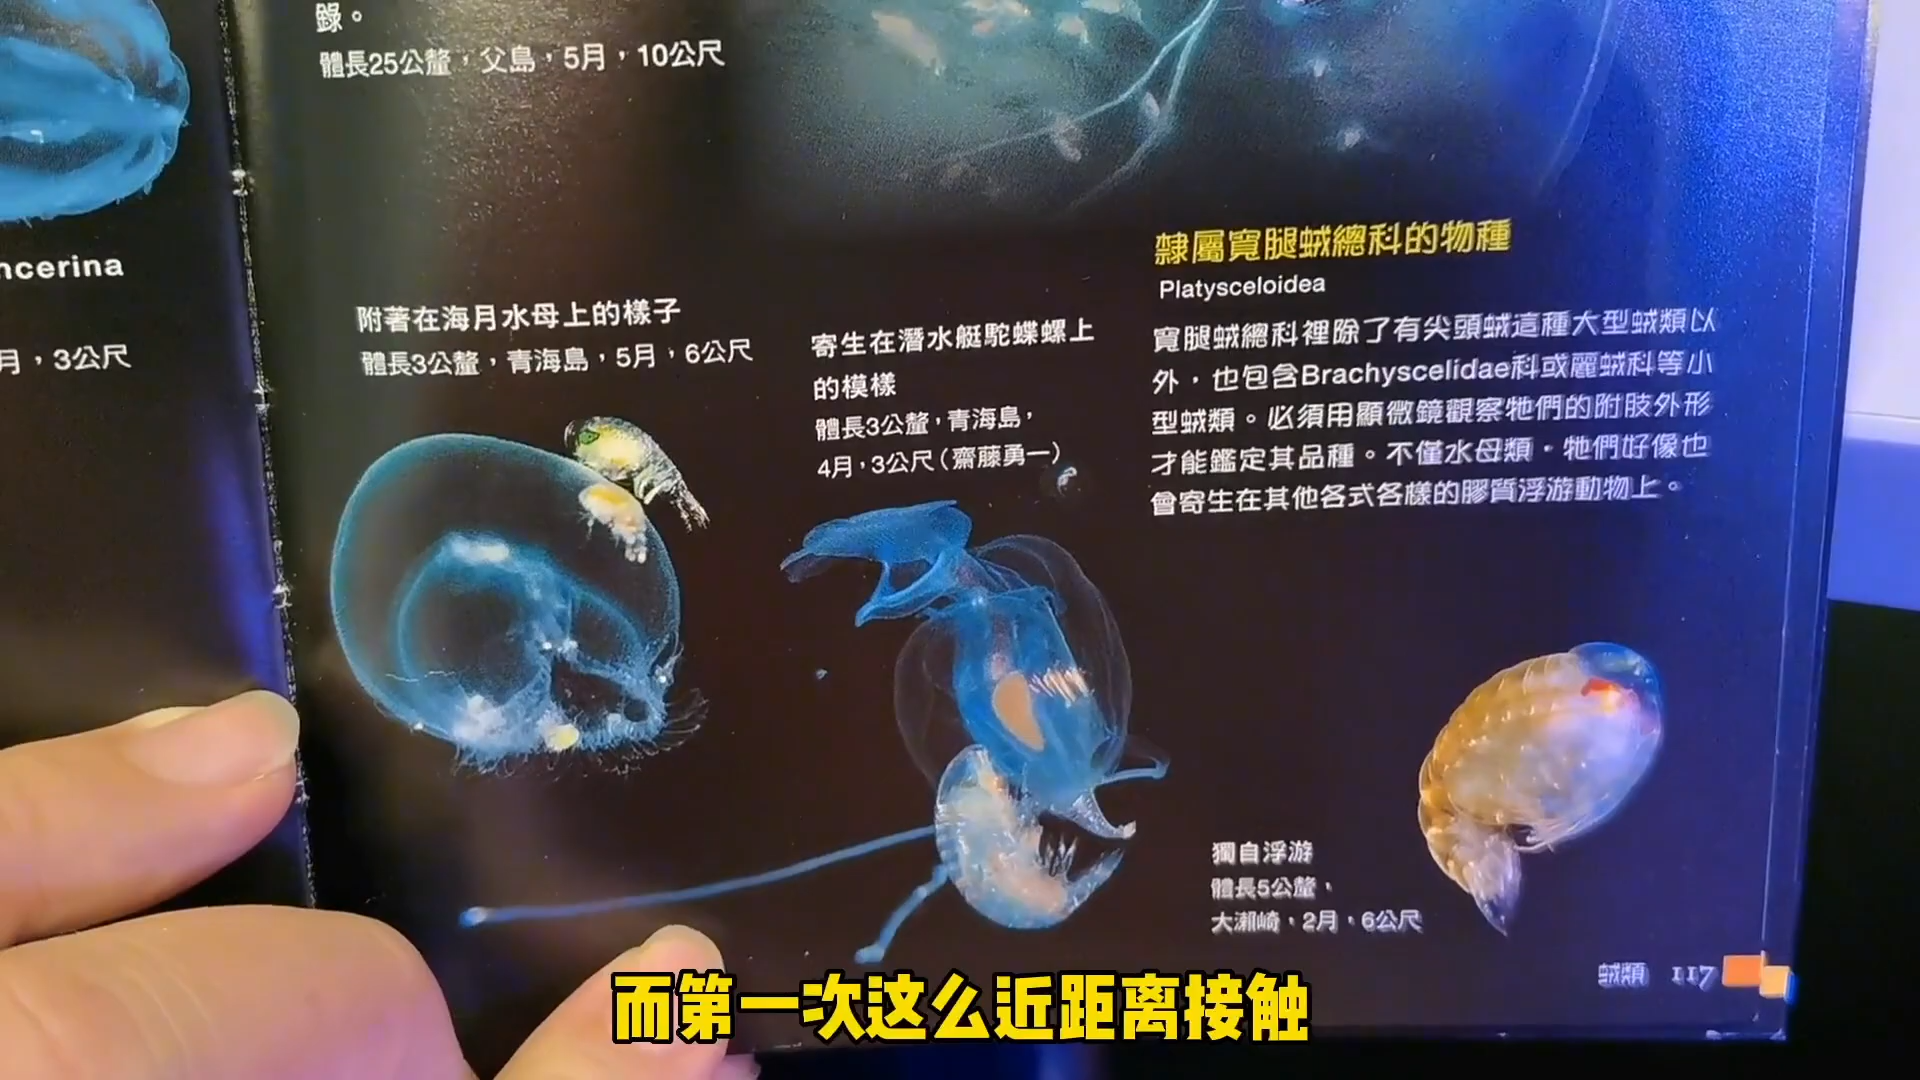 錄。
體長25公釐，父島，5月，10公尺
ncerina
月，3公尺
附著在海月水母上的樣子
體長3公釐，青海島，5月，6公尺
寄生在潛水艇駝蝶螺上
的模樣
體長3公釐，青海島，
4月，3公尺（齋藤勇一）
隸屬寬腿蜮總科的物種
Platysceloidea
寬腿蜮總科裡除了有尖頭蜮這種大型蜮類以
外，也包含Brachyscelidae科或麗蜮科等小
型蜮類。必須用顯微鏡觀察牠們的附肢外形
才能鑑定其品種。不僅水母類，牠們好像也
會寄生在其他各式各樣的膠質浮游動物上。
獨自浮游
體長5公釐，
大瀨崎，2月，6公尺
蜮類 117
而第一次这么近距离接触